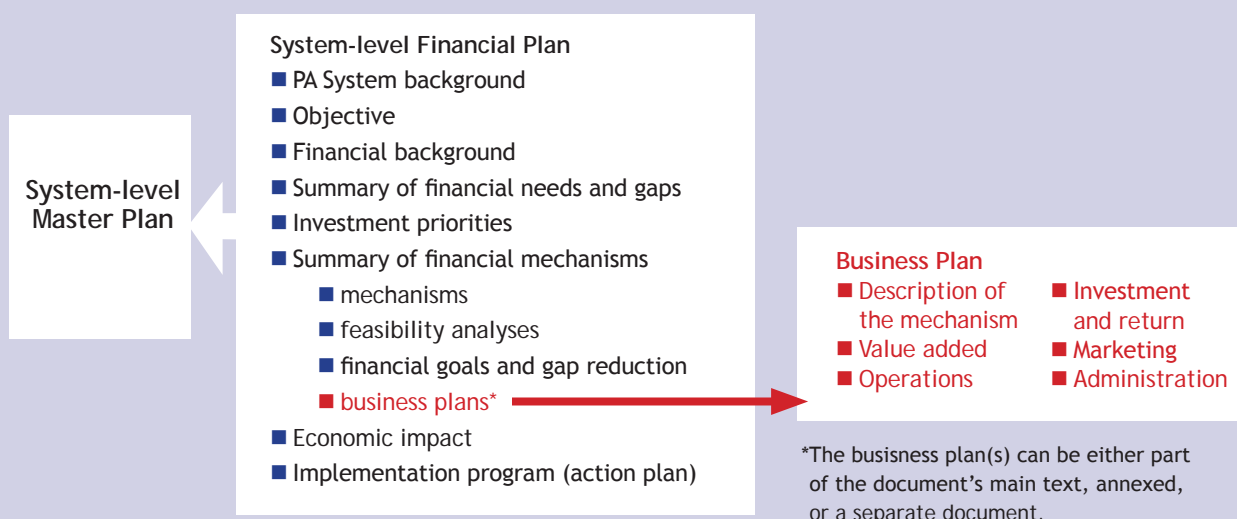 System-level
Master Plan
System-level Financial Plan
PA System background
Objective
Financial background
Summary of financial needs and gaps
Investment priorities
Summary of financial mechanisms
mechanisms
feasibility analyses
financial goals and gap reduction
business plans*
Economic impact
Implementation program (action plan)
Business Plan
Description of
the mechanism
Value added
Operations
Investment
and return
Marketing
Administration
*The busisness plan(s) can be either part
of the document's main text, annexed,
or a separate document.